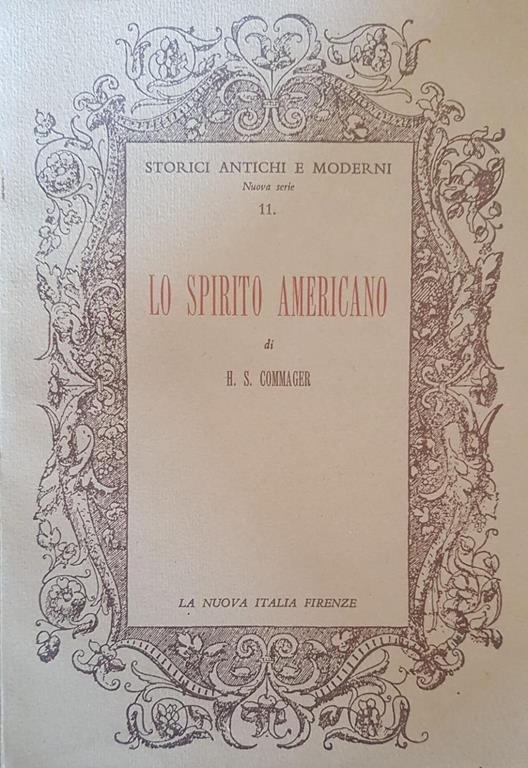 STORICI ANTICHI E MODERNI
Nuova serie
11.
LO SPIRITO AMERICANO
di
H. S. COMMAGER
LA NUOVA ITALIA FIRENZE